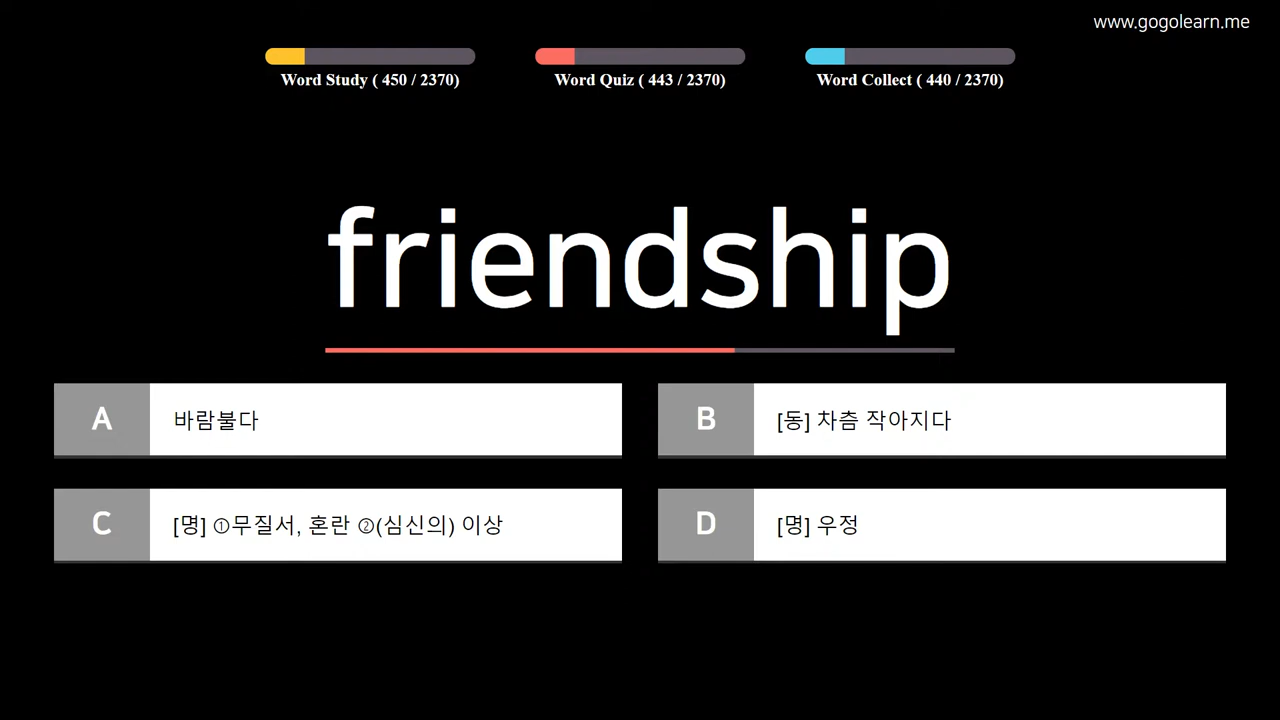 www.gogolearn.me
Word Study ( 450 / 2370)
Word Quiz ( 443 / 2370)
Word Collect ( 440 / 2370)
friendship
A
바람불다
B
[동] 차츰 작아지다
C
[명] ①무질서, 혼란 ②(심신의) 이상
D
[명] 우정